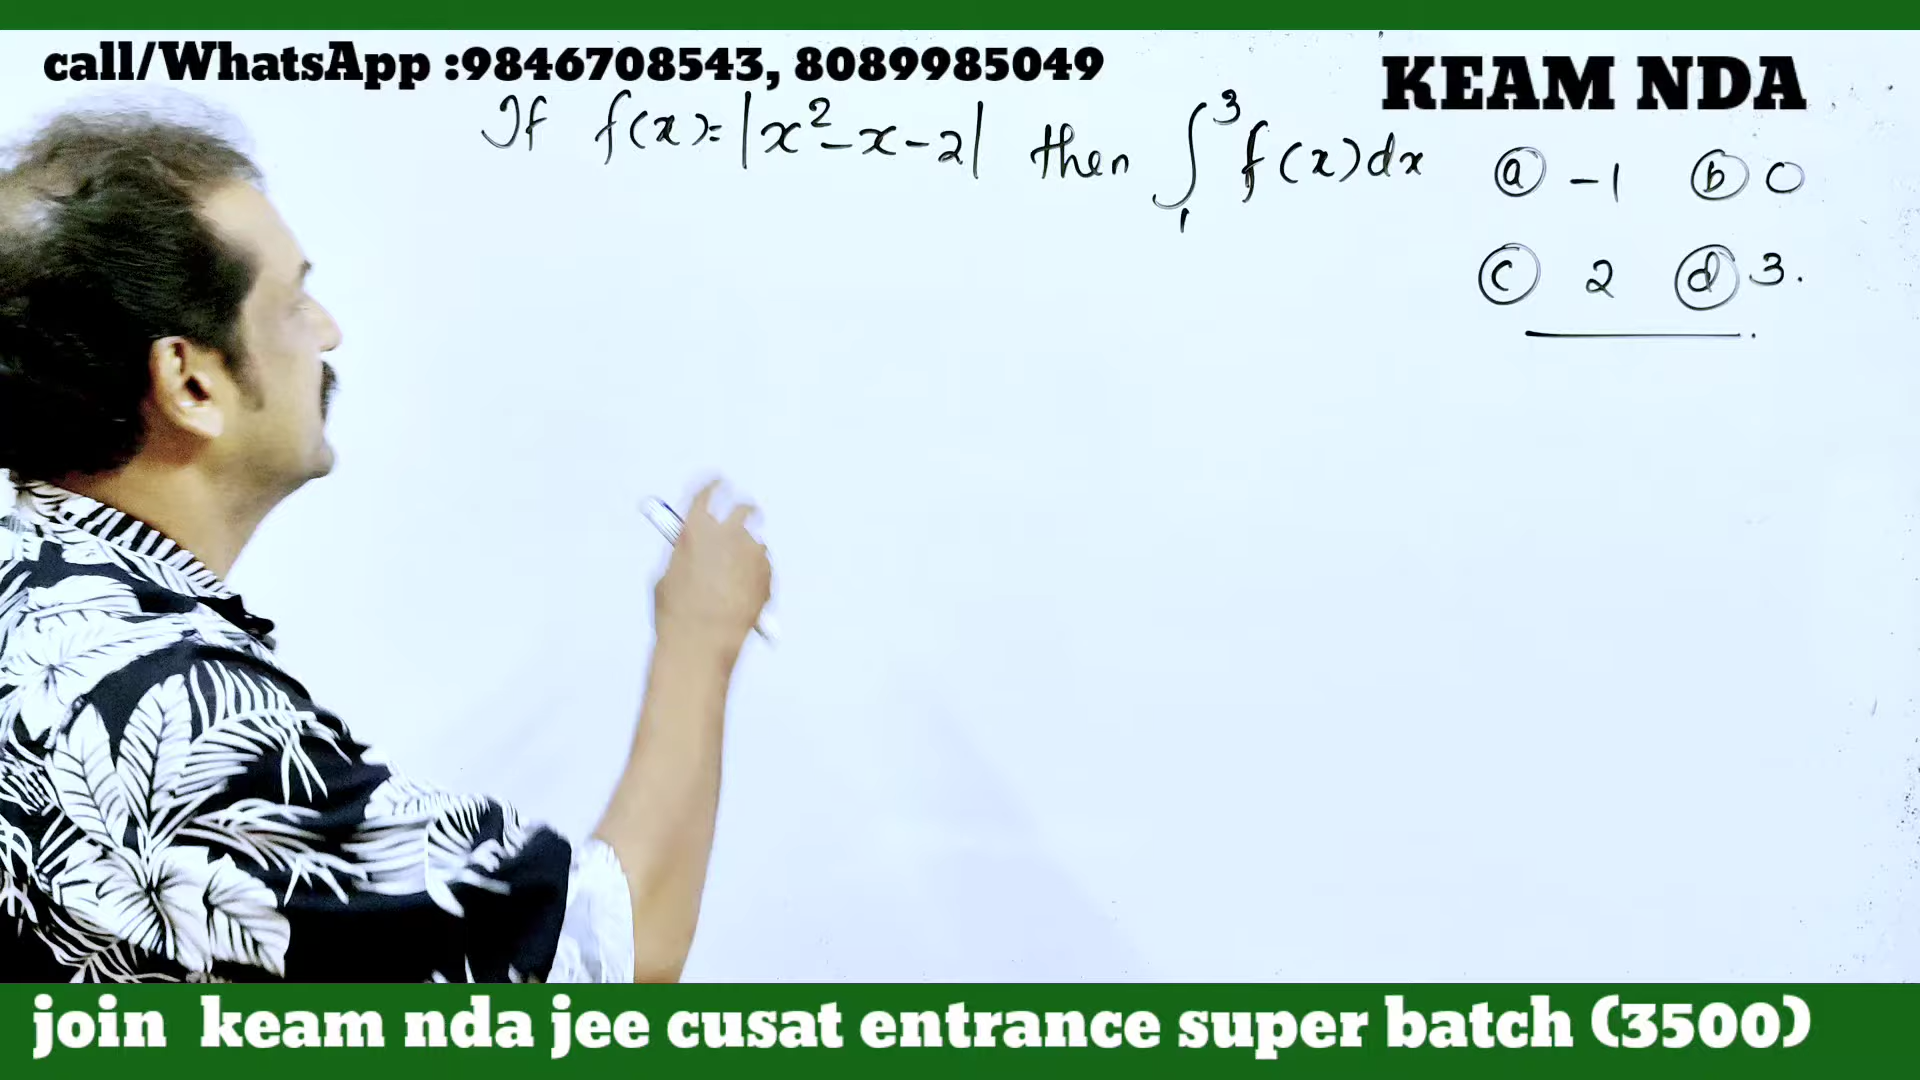 call/WhatsApp :9846708543, 8089985049
KEAM NDA
If f(x)= |x²-x-2| then ∫₁³ f(x)dx
ⓐ -1 ⓑ 0
ⓒ 2 ⓓ 3.
join keam nda jee cusat entrance super batch (3500)